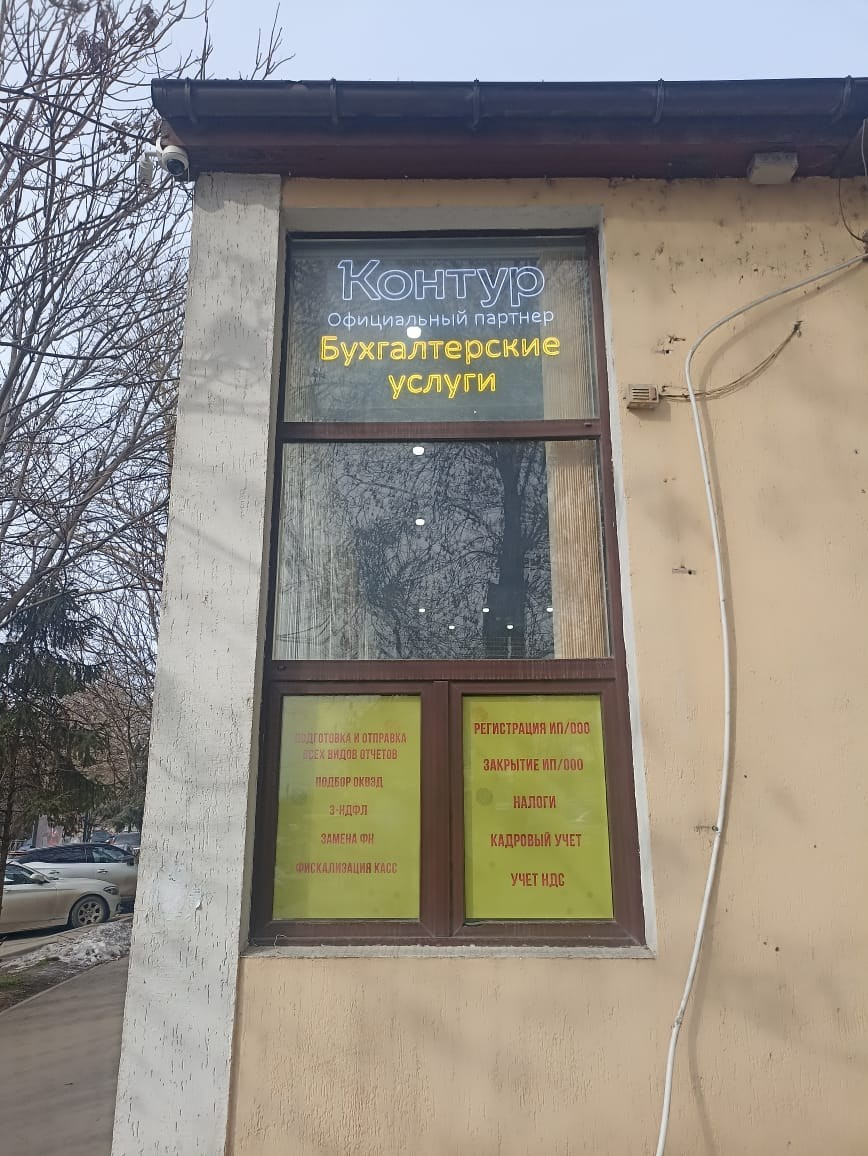 Контур
Официальный партнер
Бухгалтерские
услуги
ПОДГОТОВКА И ОТПРАВКА
ВСЕХ ВИДОВ ОТЧЕТОВ
ПОДБОР ОКВЭД
3-НДФЛ
ЗАМЕНА ФН
ФИСКАЛИЗАЦИЯ КАСС
РЕГИСТРАЦИЯ ИП/ООО
ЗАКРЫТИЕ ИП/ООО
НАЛОГИ
КАДРОВЫЙ УЧЕТ
УЧЕТ НДС